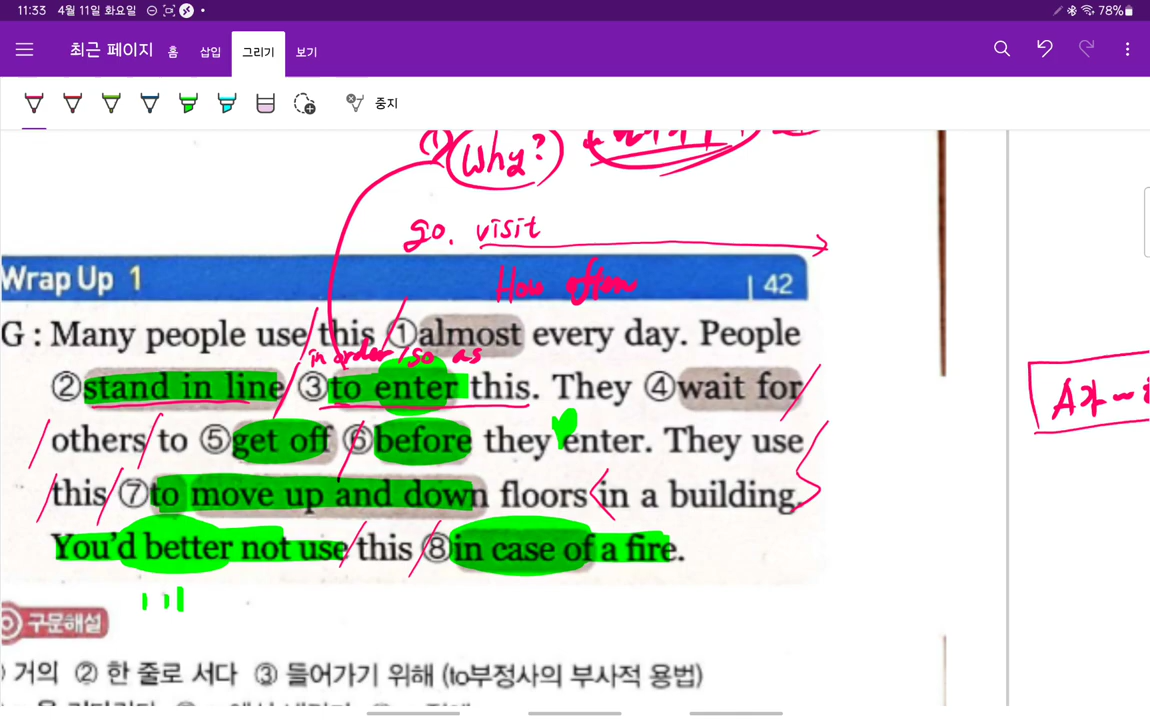 11:33 4월 11일 화요일 78%
최근 페이지 홈 삽입 그리기 보기
중지
① Why?
go. visit
Wrap Up 1 How often 42
G : Many people use this ①almost every day. People
in order / so as
②stand in line ③to enter this. They ④wait for
others to ⑤get off ⑥before they enter. They use
this ⑦to move up and down floors in a building.
You'd better not use this ⑧in case of a fire.
구문해설
거의 ② 한 줄로 서다 ③ 들어가기 위해 (to부정사의 부사적 용법)